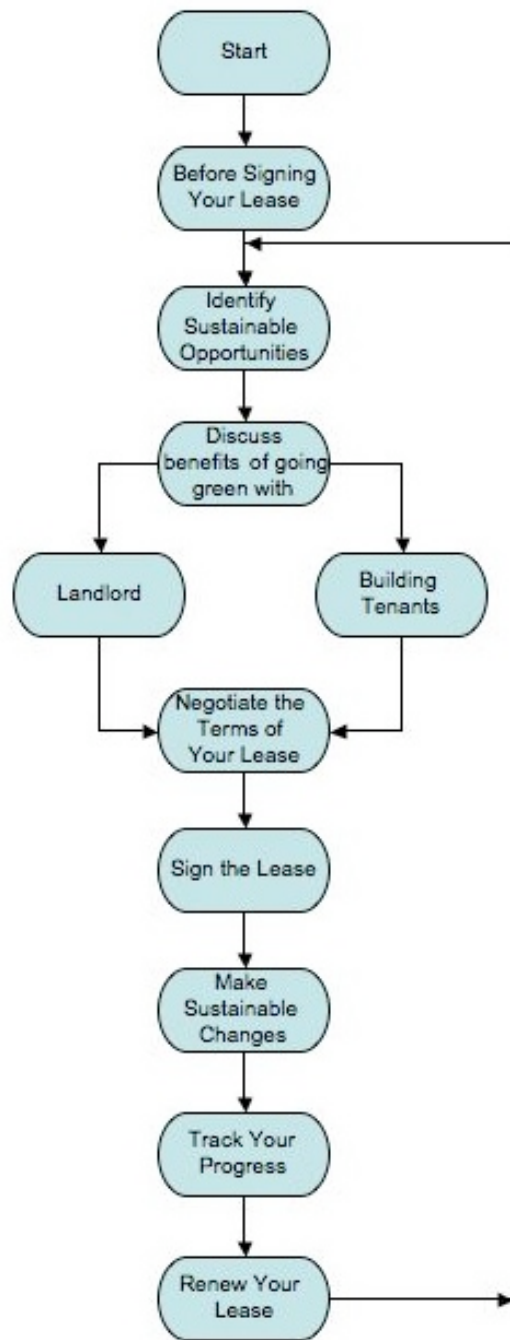 Start
Before Signing
Your Lease
Identify
Sustainable
Opportunities
Discuss
benefits of going
green with
Landlord
Building
Tenants
Negotiate the
Terms of
Your Lease
Sign the Lease
Make
Sustainable
Changes
Track Your
Progress
Renew Your
Lease